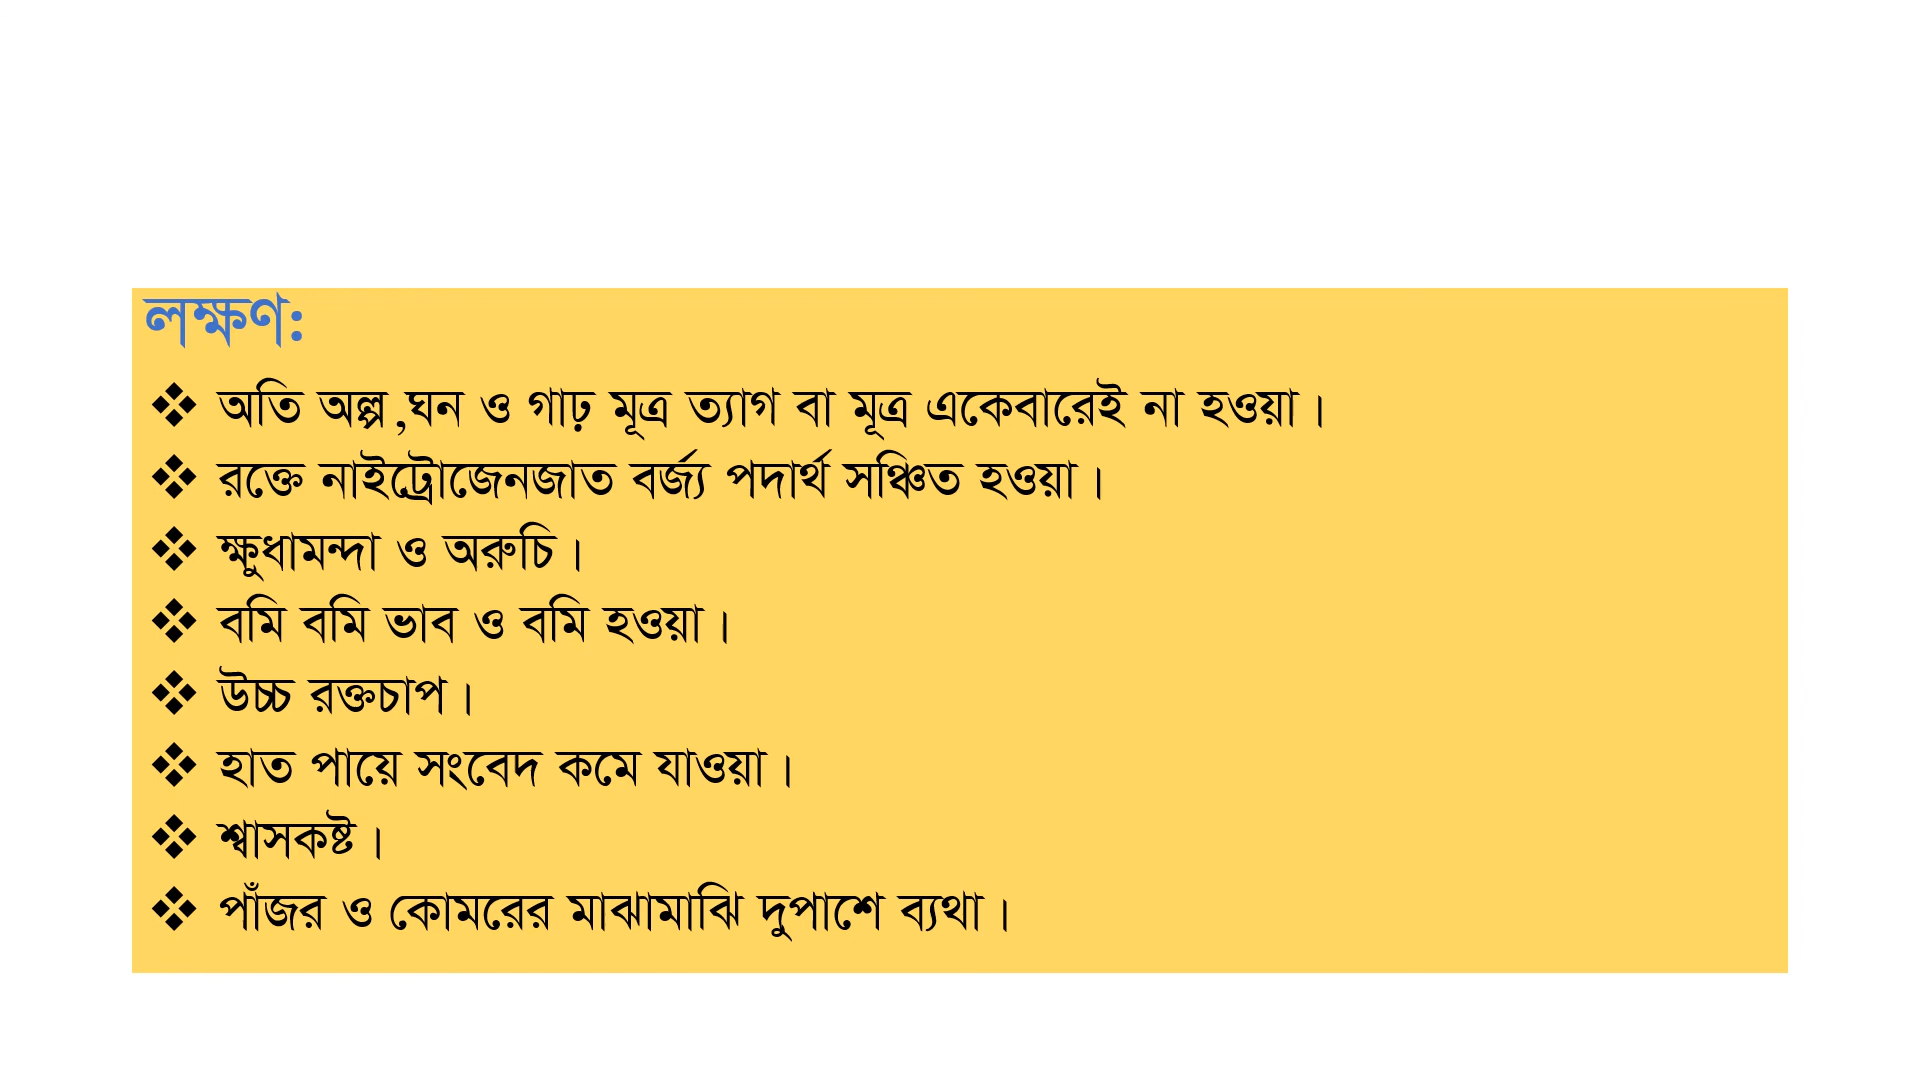 লক্ষণ:
❖ অতি অল্প,ঘন ও গাঢ় মূত্র ত্যাগ বা মূত্র একেবারেই না হওয়া।
❖ রক্তে নাইট্রোজেনজাত বর্জ্য পদার্থ সঞ্চিত হওয়া।
❖ ক্ষুধামন্দা ও অরুচি।
❖ বমি বমি ভাব ও বমি হওয়া।
❖ উচ্চ রক্তচাপ।
❖ হাত পায়ে সংবেদ কমে যাওয়া।
❖ শ্বাসকষ্ট।
❖ পাঁজর ও কোমরের মাঝামাঝি দুপাশে ব্যথা।